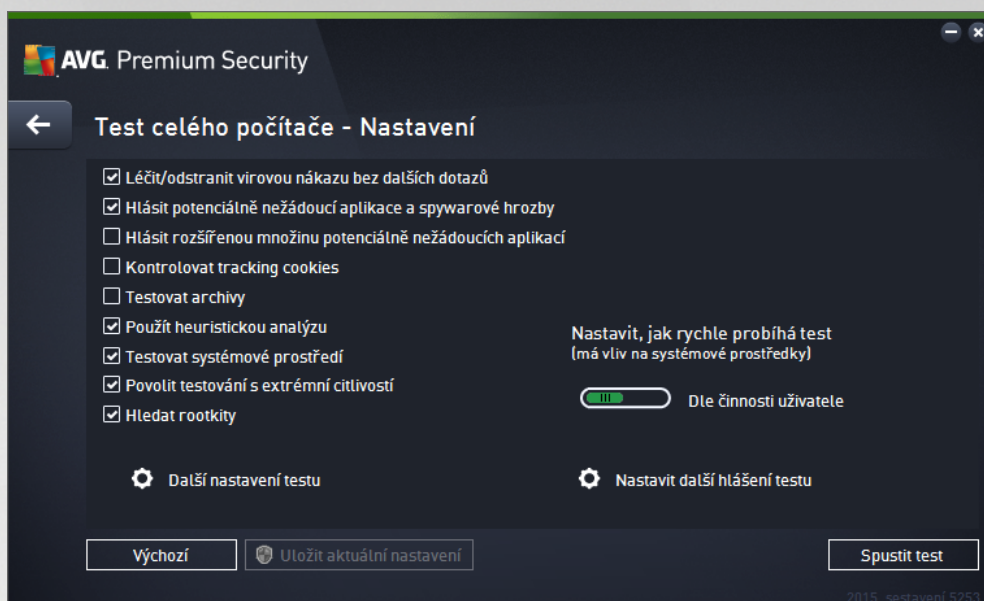 AVG. Premium Security
Test celého počítače - Nastavení
Léčit/odstranit virovou nákazu bez dalších dotazů
Hlásit potenciálně nežádoucí aplikace a spywarové hrozby
Hlásit rozšířenou množinu potenciálně nežádoucích aplikací
Kontrolovat tracking cookies
Testovat archivy
Použít heuristickou analýzu
Testovat systémové prostředí
Povolit testování s extrémní citlivostí
Hledat rootkity
Nastavit, jak rychle probíhá test
(má vliv na systémové prostředky)
Dle činnosti uživatele
Další nastavení testu
Nastavit další hlášení testu
Výchozí
Uložit aktuální nastavení
Spustit test
2015, sestavení 5253